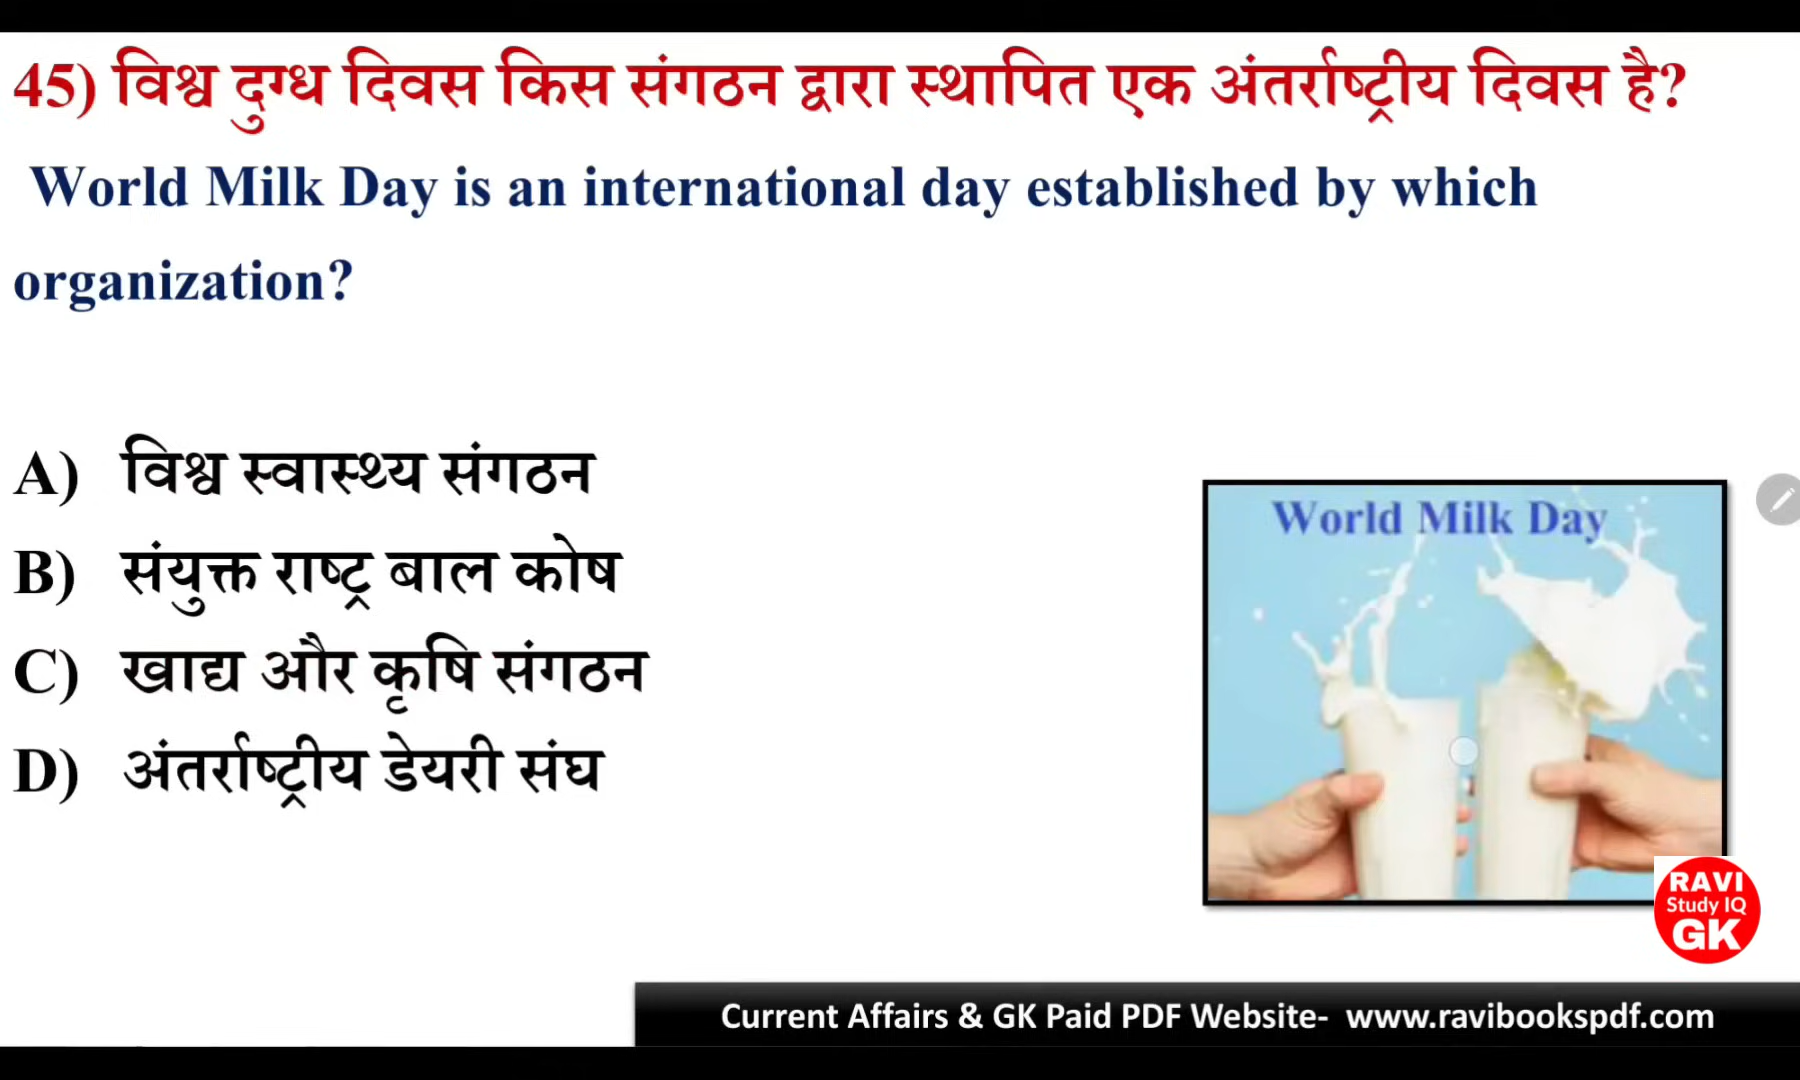 45) विश्व दुग्ध दिवस किस संगठन द्वारा स्थापित एक अंतर्राष्ट्रीय दिवस है?
World Milk Day is an international day established by which
organization?
A) विश्व स्वास्थ्य संगठन
B) संयुक्त राष्ट्र बाल कोष
C) खाद्य और कृषि संगठन
D) अंतर्राष्ट्रीय डेयरी संघ
World Milk Day
RAVI
Study IQ
GK
Current Affairs & GK Paid PDF Website- www.ravibookspdf.com